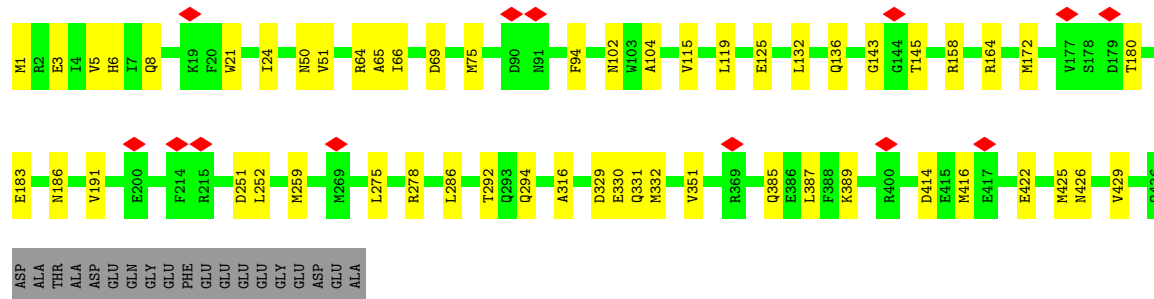 M1 R2 E3 I4 V5 H6 I7 Q8 K19 F20 W21 I24 N50 V51 R64 A65 I66 D69 M75 D90 N91 F94 N102 W103 A104 V115 L119 E125 L132 Q136 G143 G144 T145 R158 R164 M172 V177 S178 D179 T180
E183 N186 V191 E200 F214 R215 D251 L252 M259 M269 L275 R278 L286 T292 Q293 Q294 A316 D329 E330 Q331 M332 V351 R369 Q385 E386 L387 F388 K389 R400 D414 E415 M416 E417 E422 M425 N426 V429
ASP ALA THR ALA ASP GLU GLN GLY GLU PHE GLU GLU GLU GLU GLY GLU ASP GLU ALA